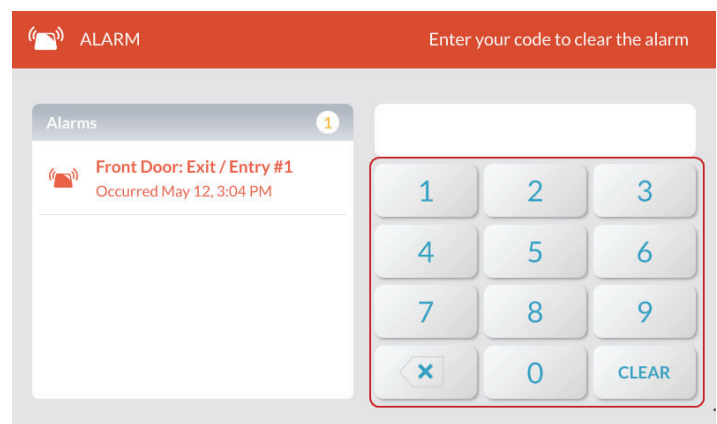 ALARM
Enter your code to clear the alarm
Alarms 1
Front Door: Exit / Entry #1
Occurred May 12, 3:04 PM
1 2 3
4 5 6
7 8 9
0 CLEAR
.